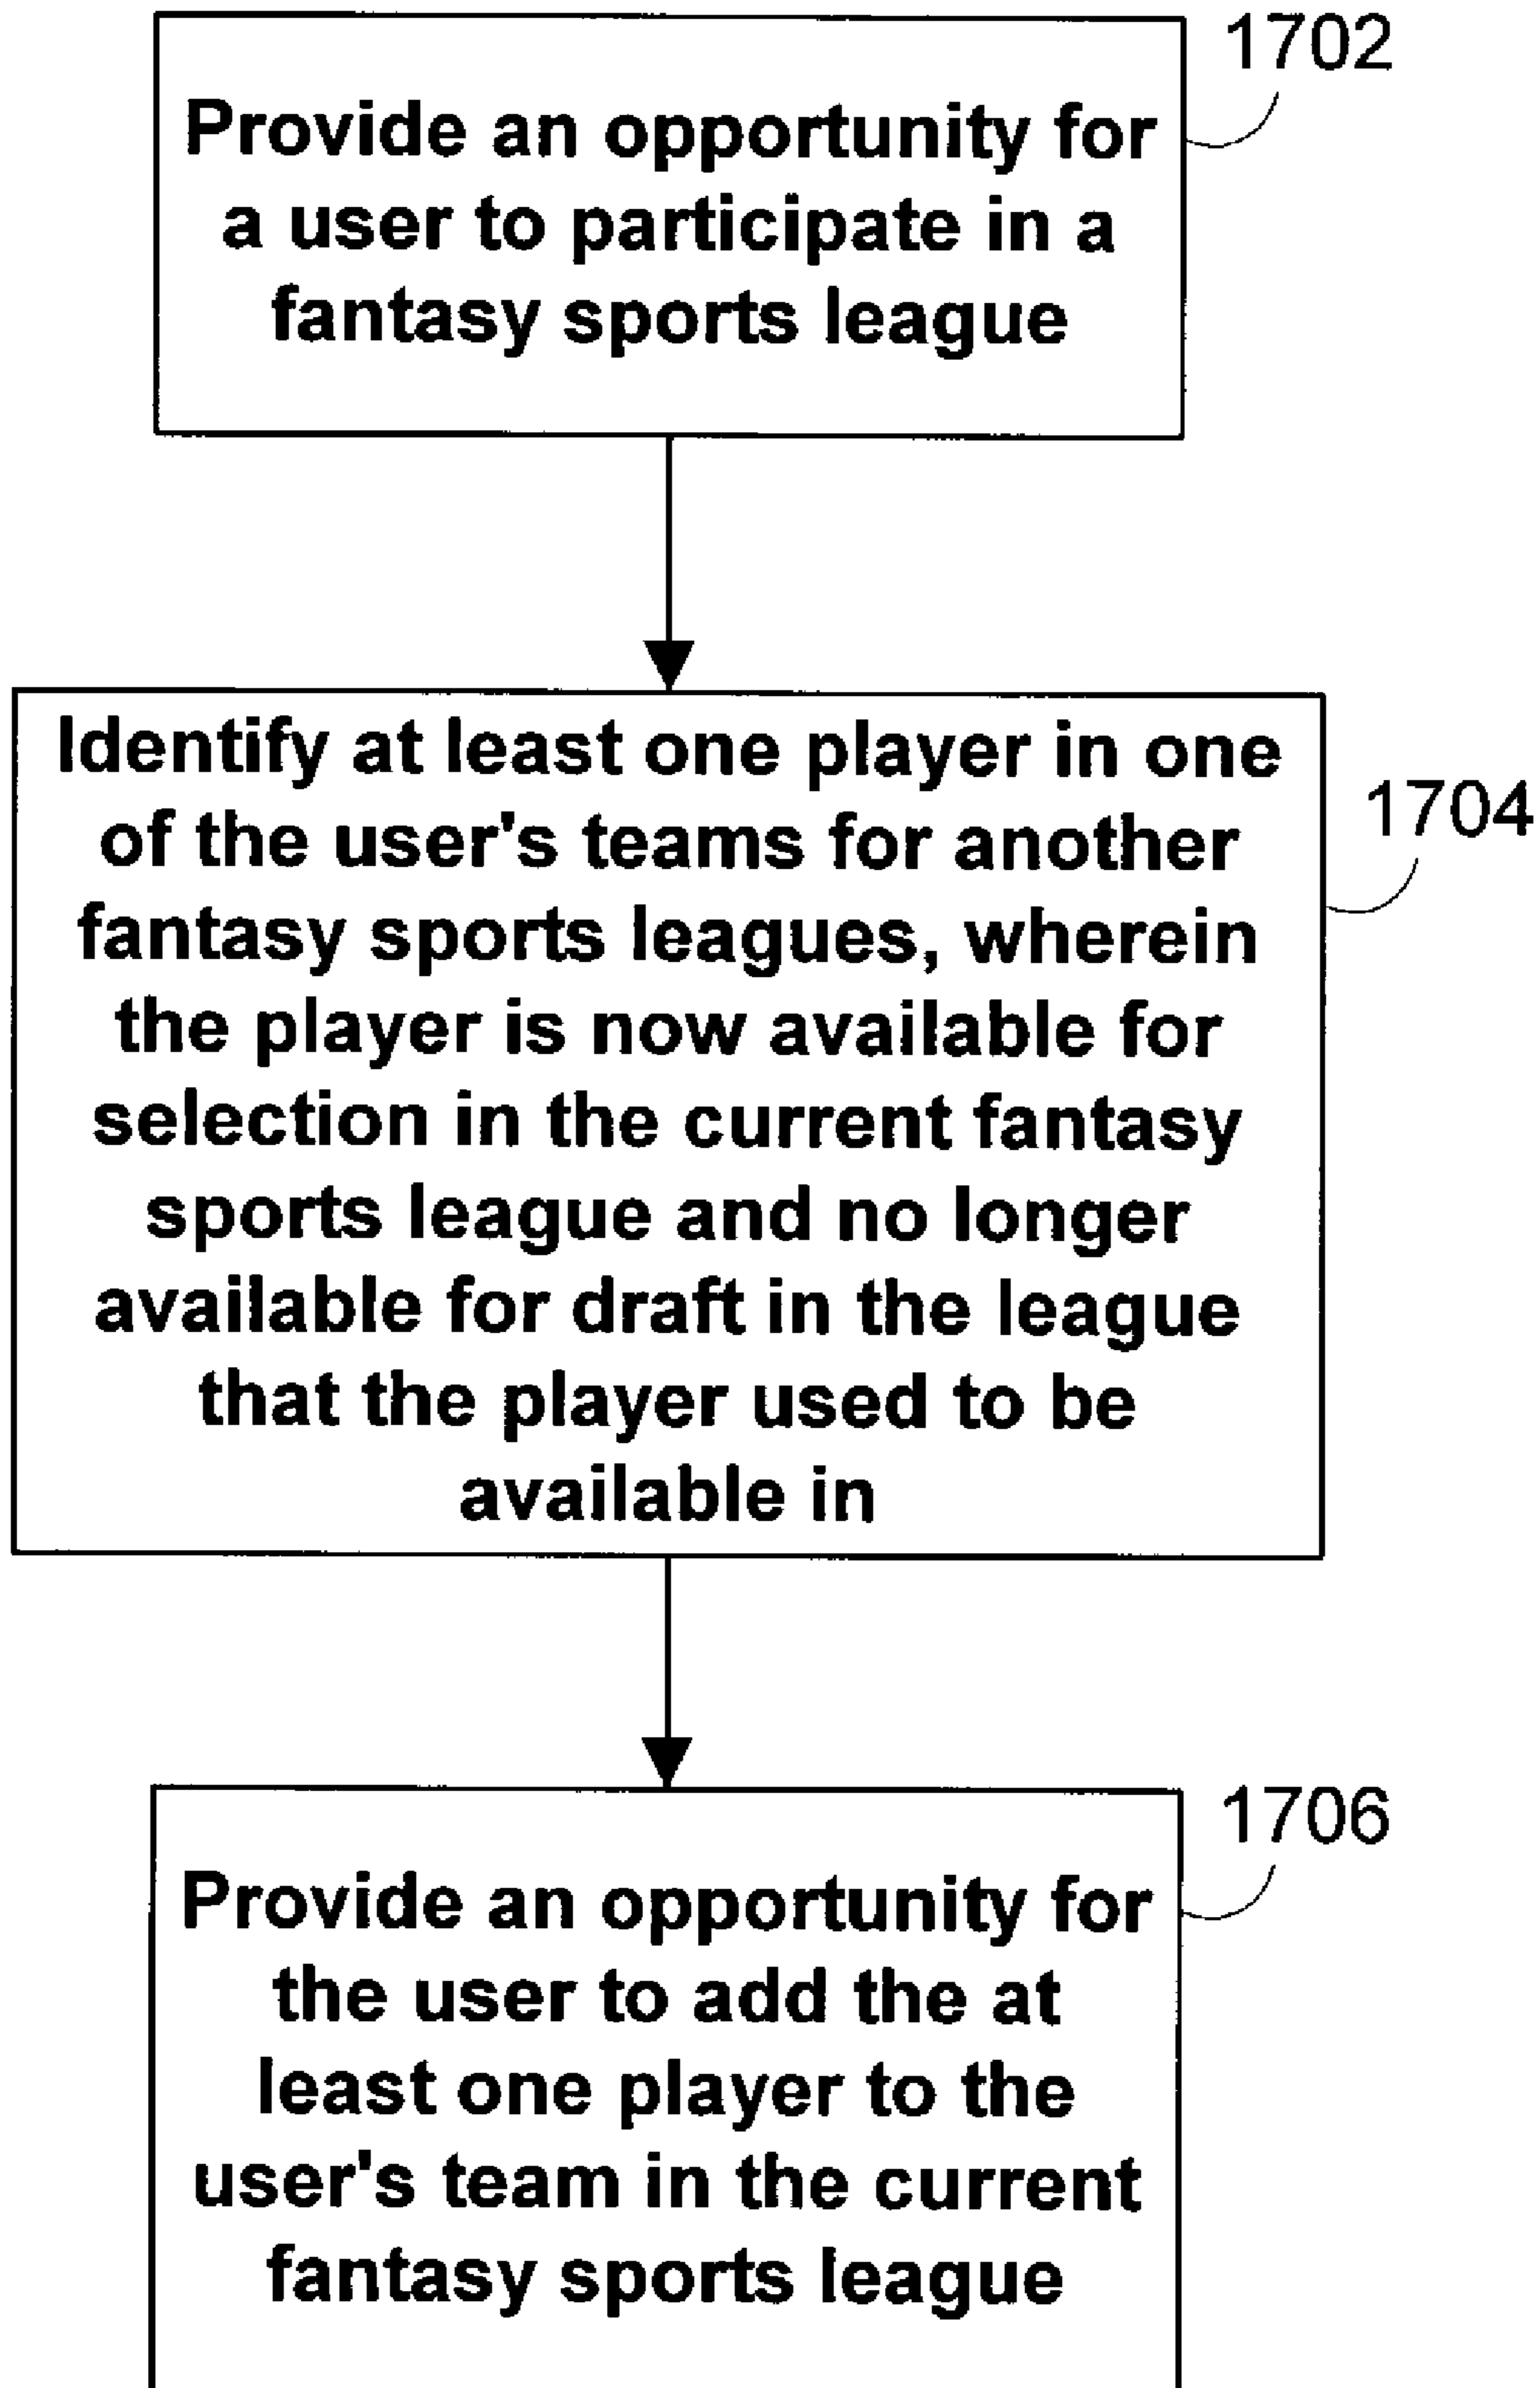 1702
Provide an opportunity for
a user to participate in a
fantasy sports league
1704
Identify at least one player in one
of the user's teams for another
fantasy sports leagues, wherein
the player is now available for
selection in the current fantasy
sports league and no longer
available for draft in the league
that the player used to be
available in
1706
Provide an opportunity for
the user to add the at
least one player to the
user's team in the current
fantasy sports league